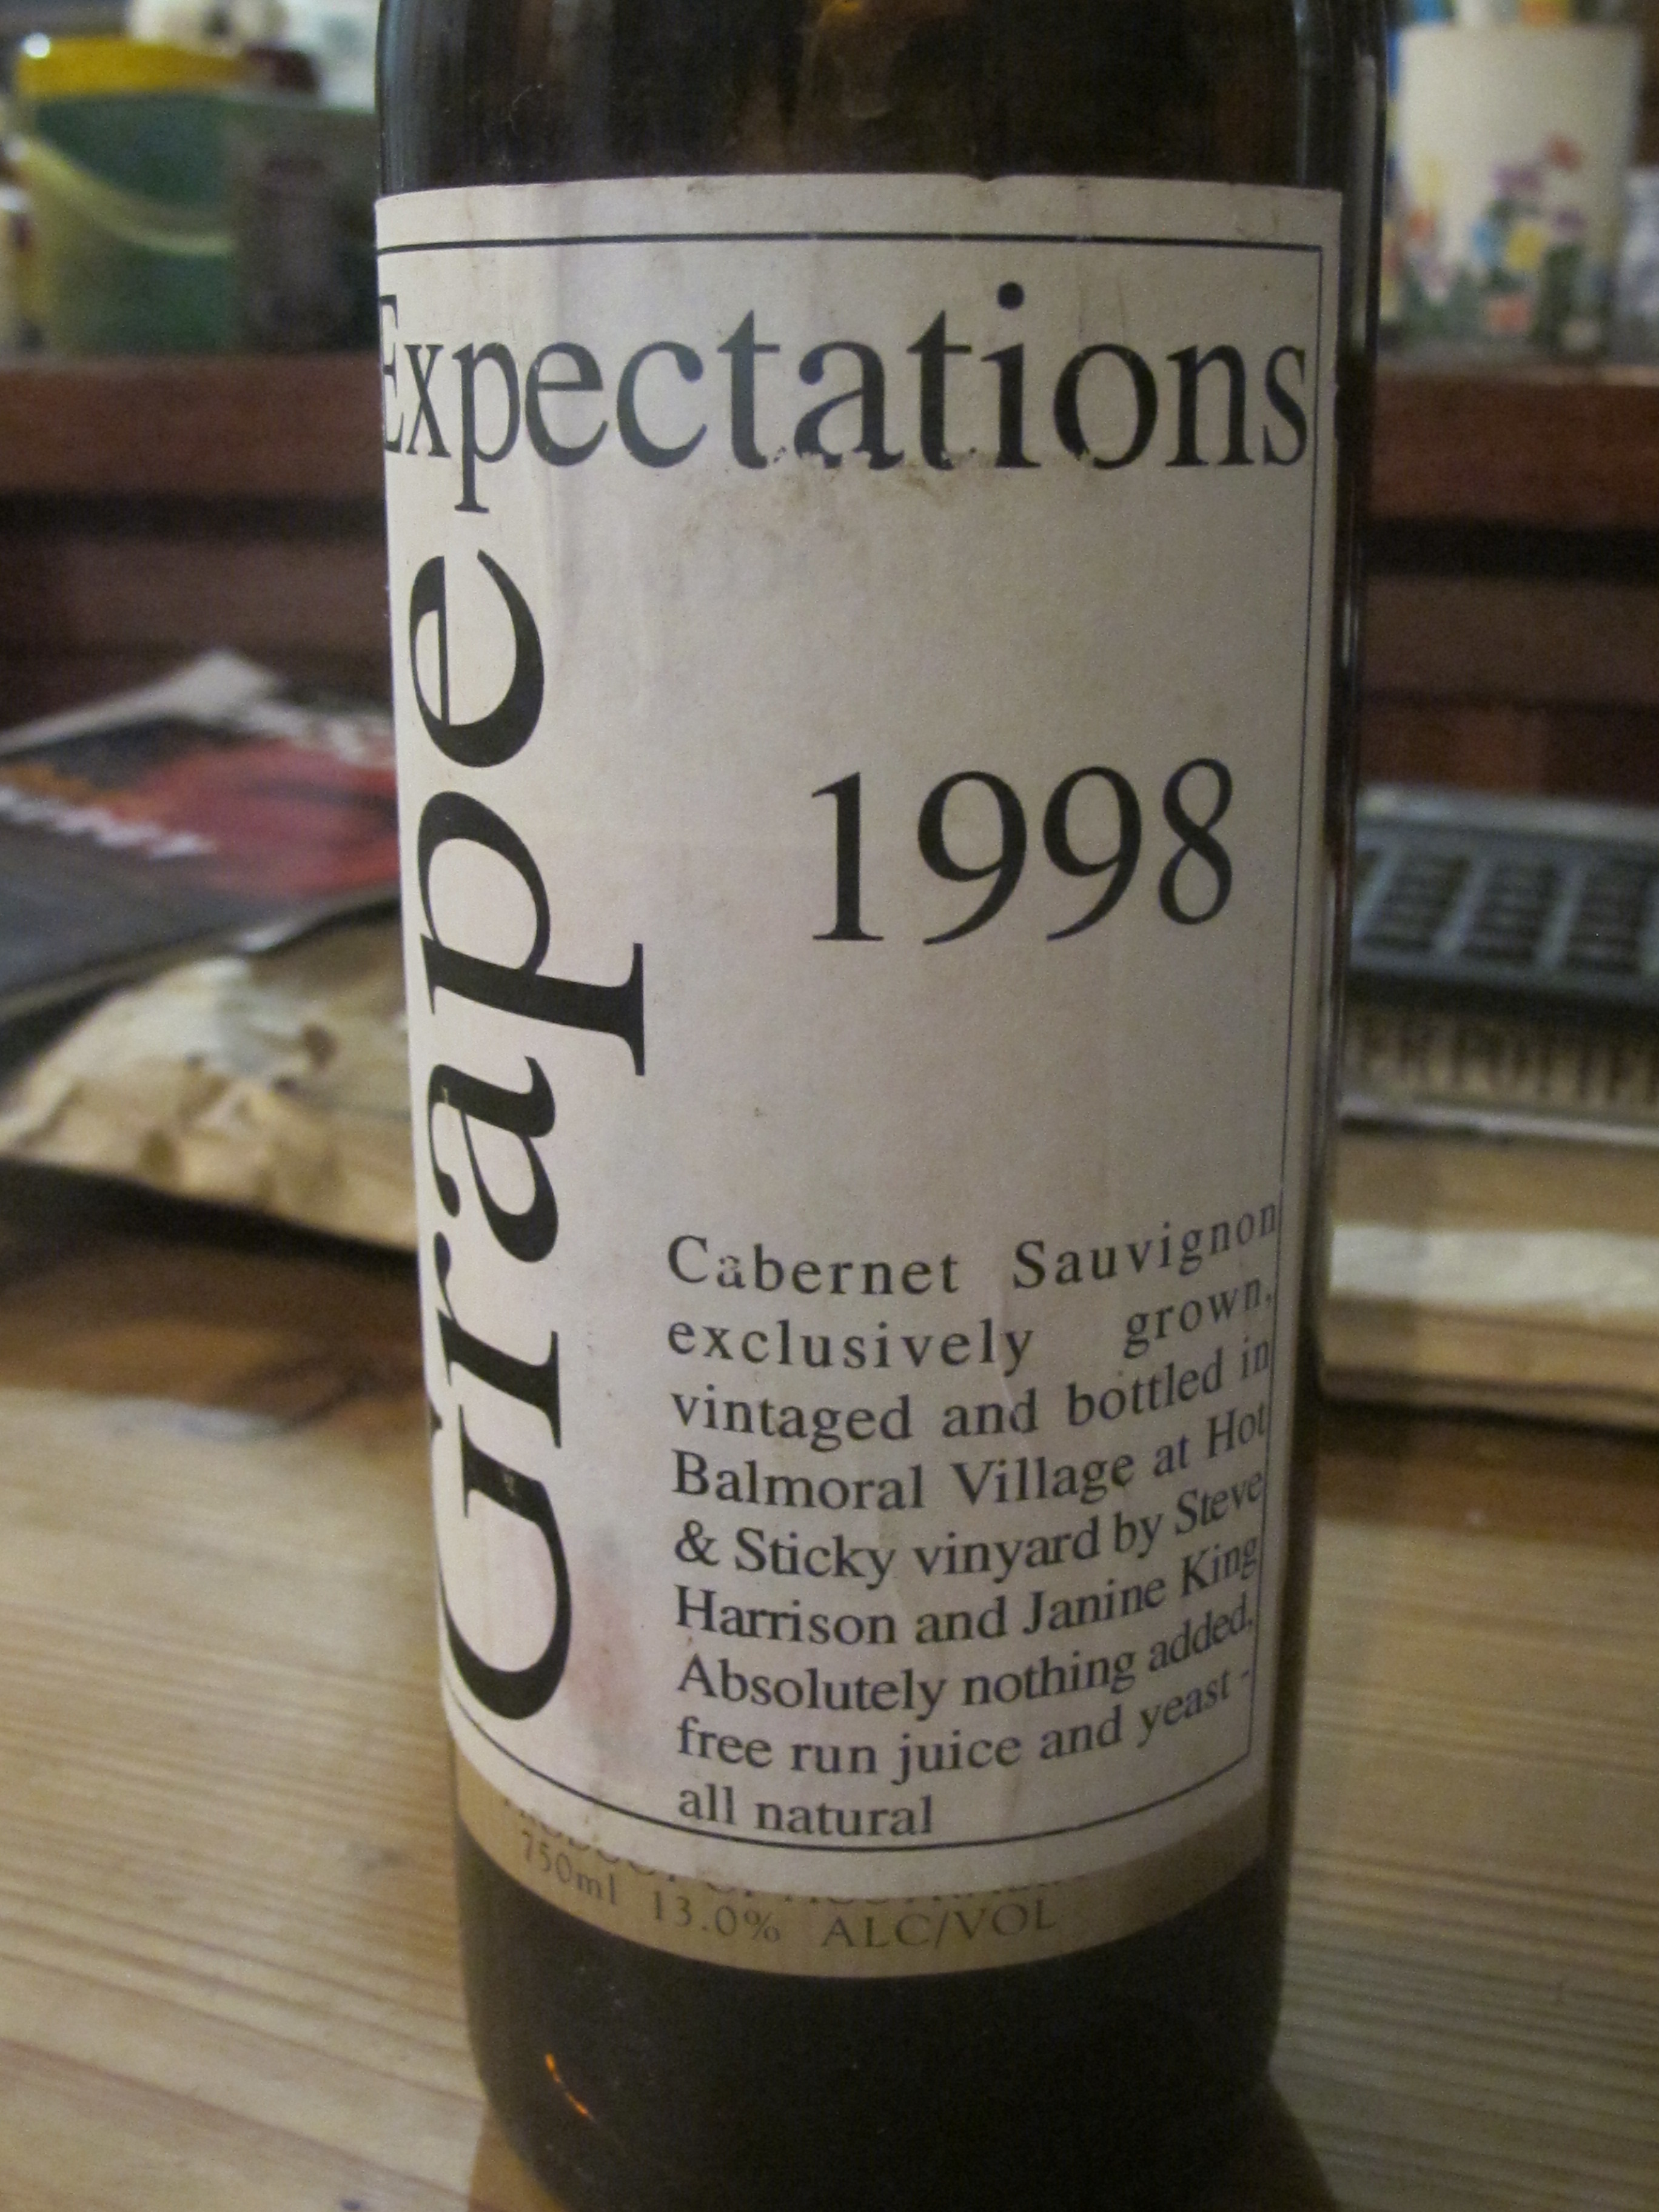 Grape
Expectations
1998
Cabernet Sauvignon
exclusively grown,
vintaged and bottled in
Balmoral Village at Hot
& Sticky vinyard by Steve
Harrison and Janine King
Absolutely nothing added,
free run juice and yeast -
all natural
750ml 13.0% ALC/VOL